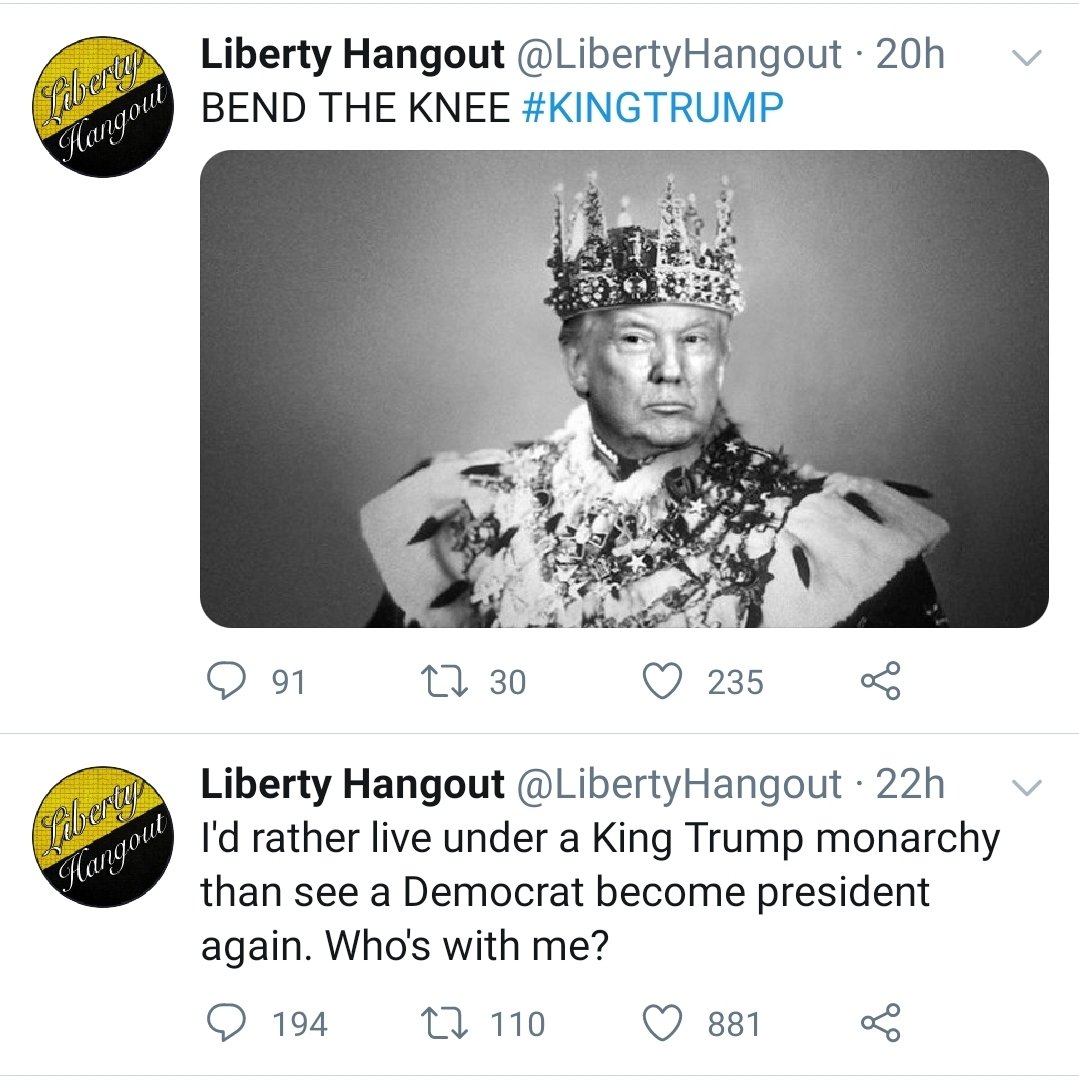 Liberty Hangout
Liberty Hangout @LibertyHangout · 20h
BEND THE KNEE #KINGTRUMP
91 30 235
Liberty Hangout
Liberty Hangout @LibertyHangout · 22h
I'd rather live under a King Trump monarchy
than see a Democrat become president
again. Who's with me?
194 110 881